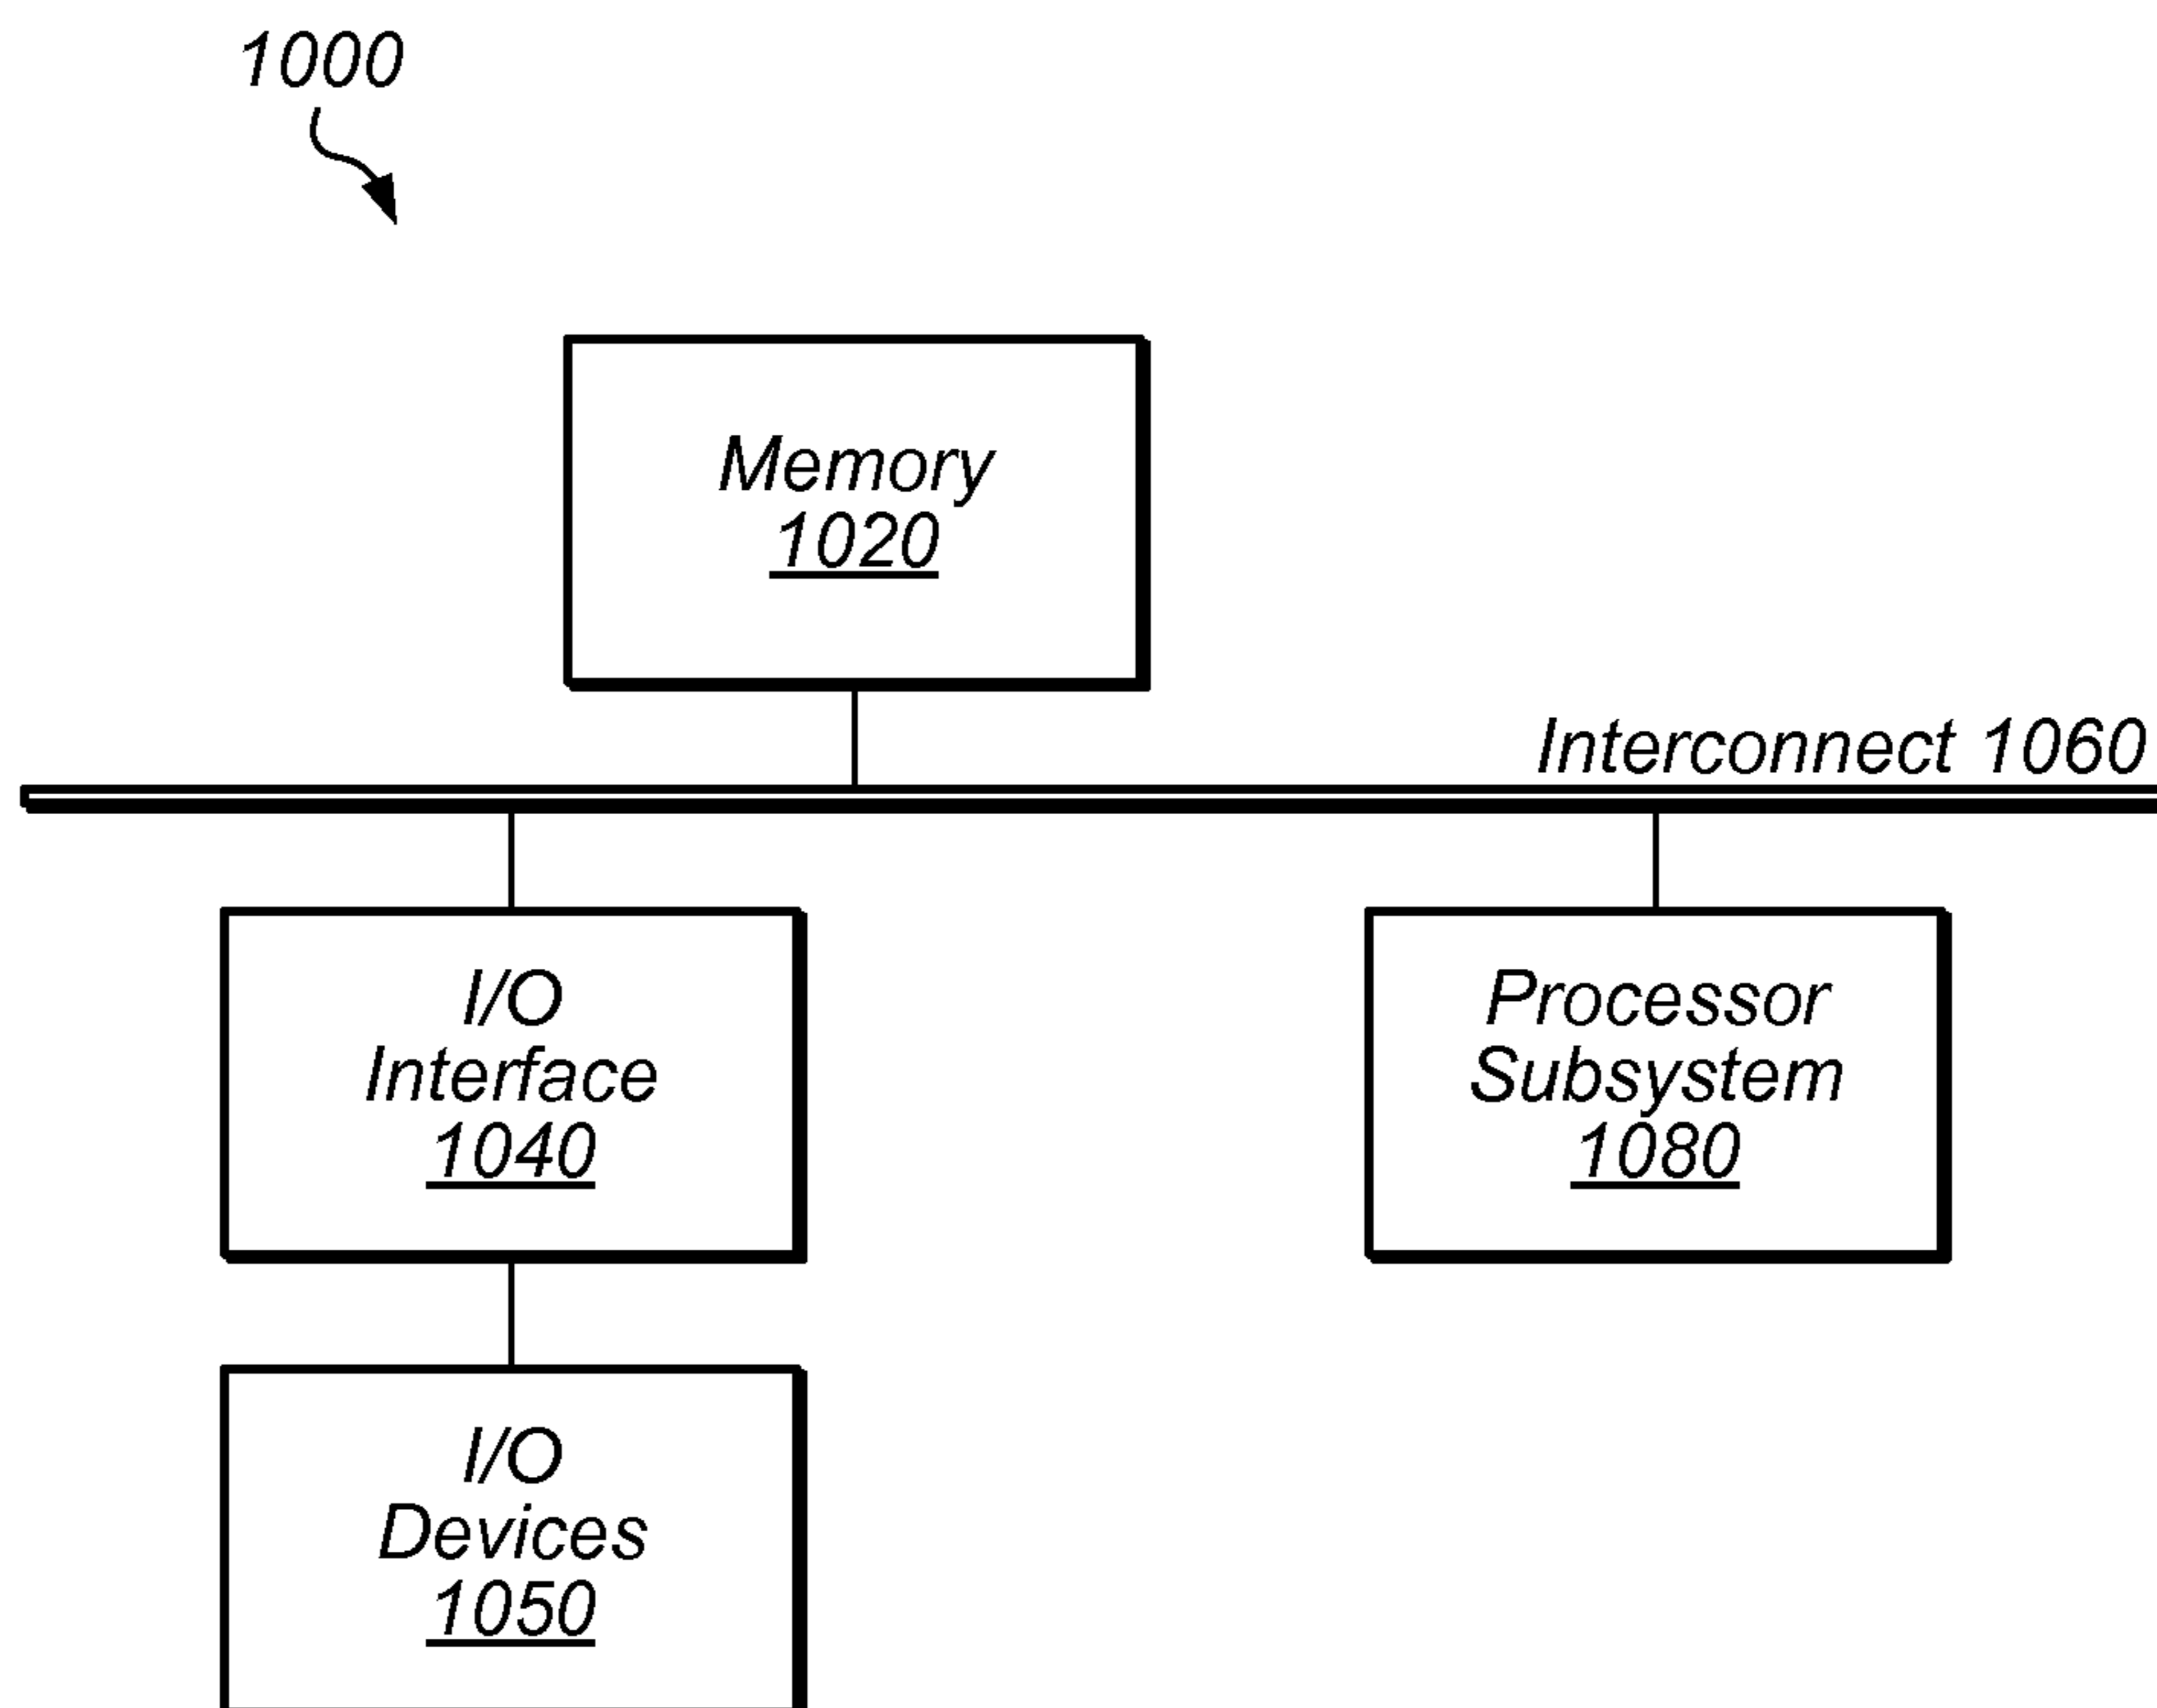 1000
Memory
1020
Interconnect 1060
I/O
Interface
1040
Processor
Subsystem
1080
I/O
Devices
1050